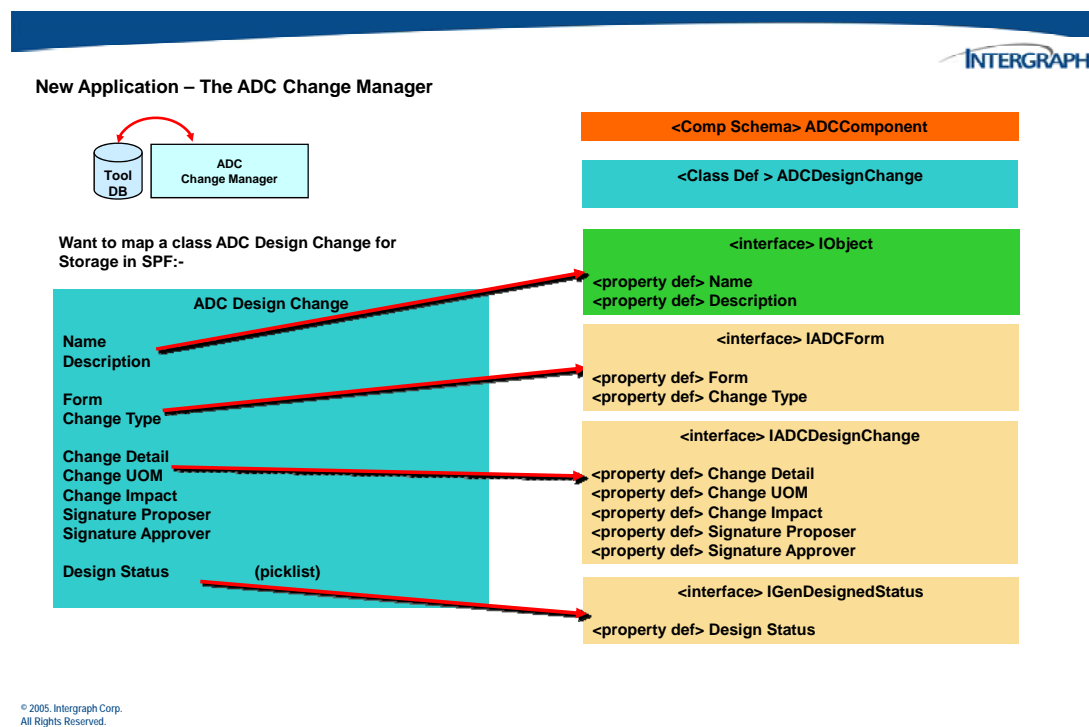 INTERGRAPH
New Application – The ADC Change Manager
Tool
DB
ADC
Change Manager
Want to map a class ADC Design Change for
Storage in SPF:-
ADC Design Change
Name
Description
Form
Change Type
Change Detail
Change UOM
Change Impact
Signature Proposer
Signature Approver
Design Status (picklist)
<Comp Schema> ADCComponent
<Class Def > ADCDesignChange
<interface> IObject
<property def> Name
<property def> Description
<interface> IADCForm
<property def> Form
<property def> Change Type
<interface> IADCDesignChange
<property def> Change Detail
<property def> Change UOM
<property def> Change Impact
<property def> Signature Proposer
<property def> Signature Approver
<interface> IGenDesignedStatus
<property def> Design Status
© 2005. Intergraph Corp.
All Rights Reserved.